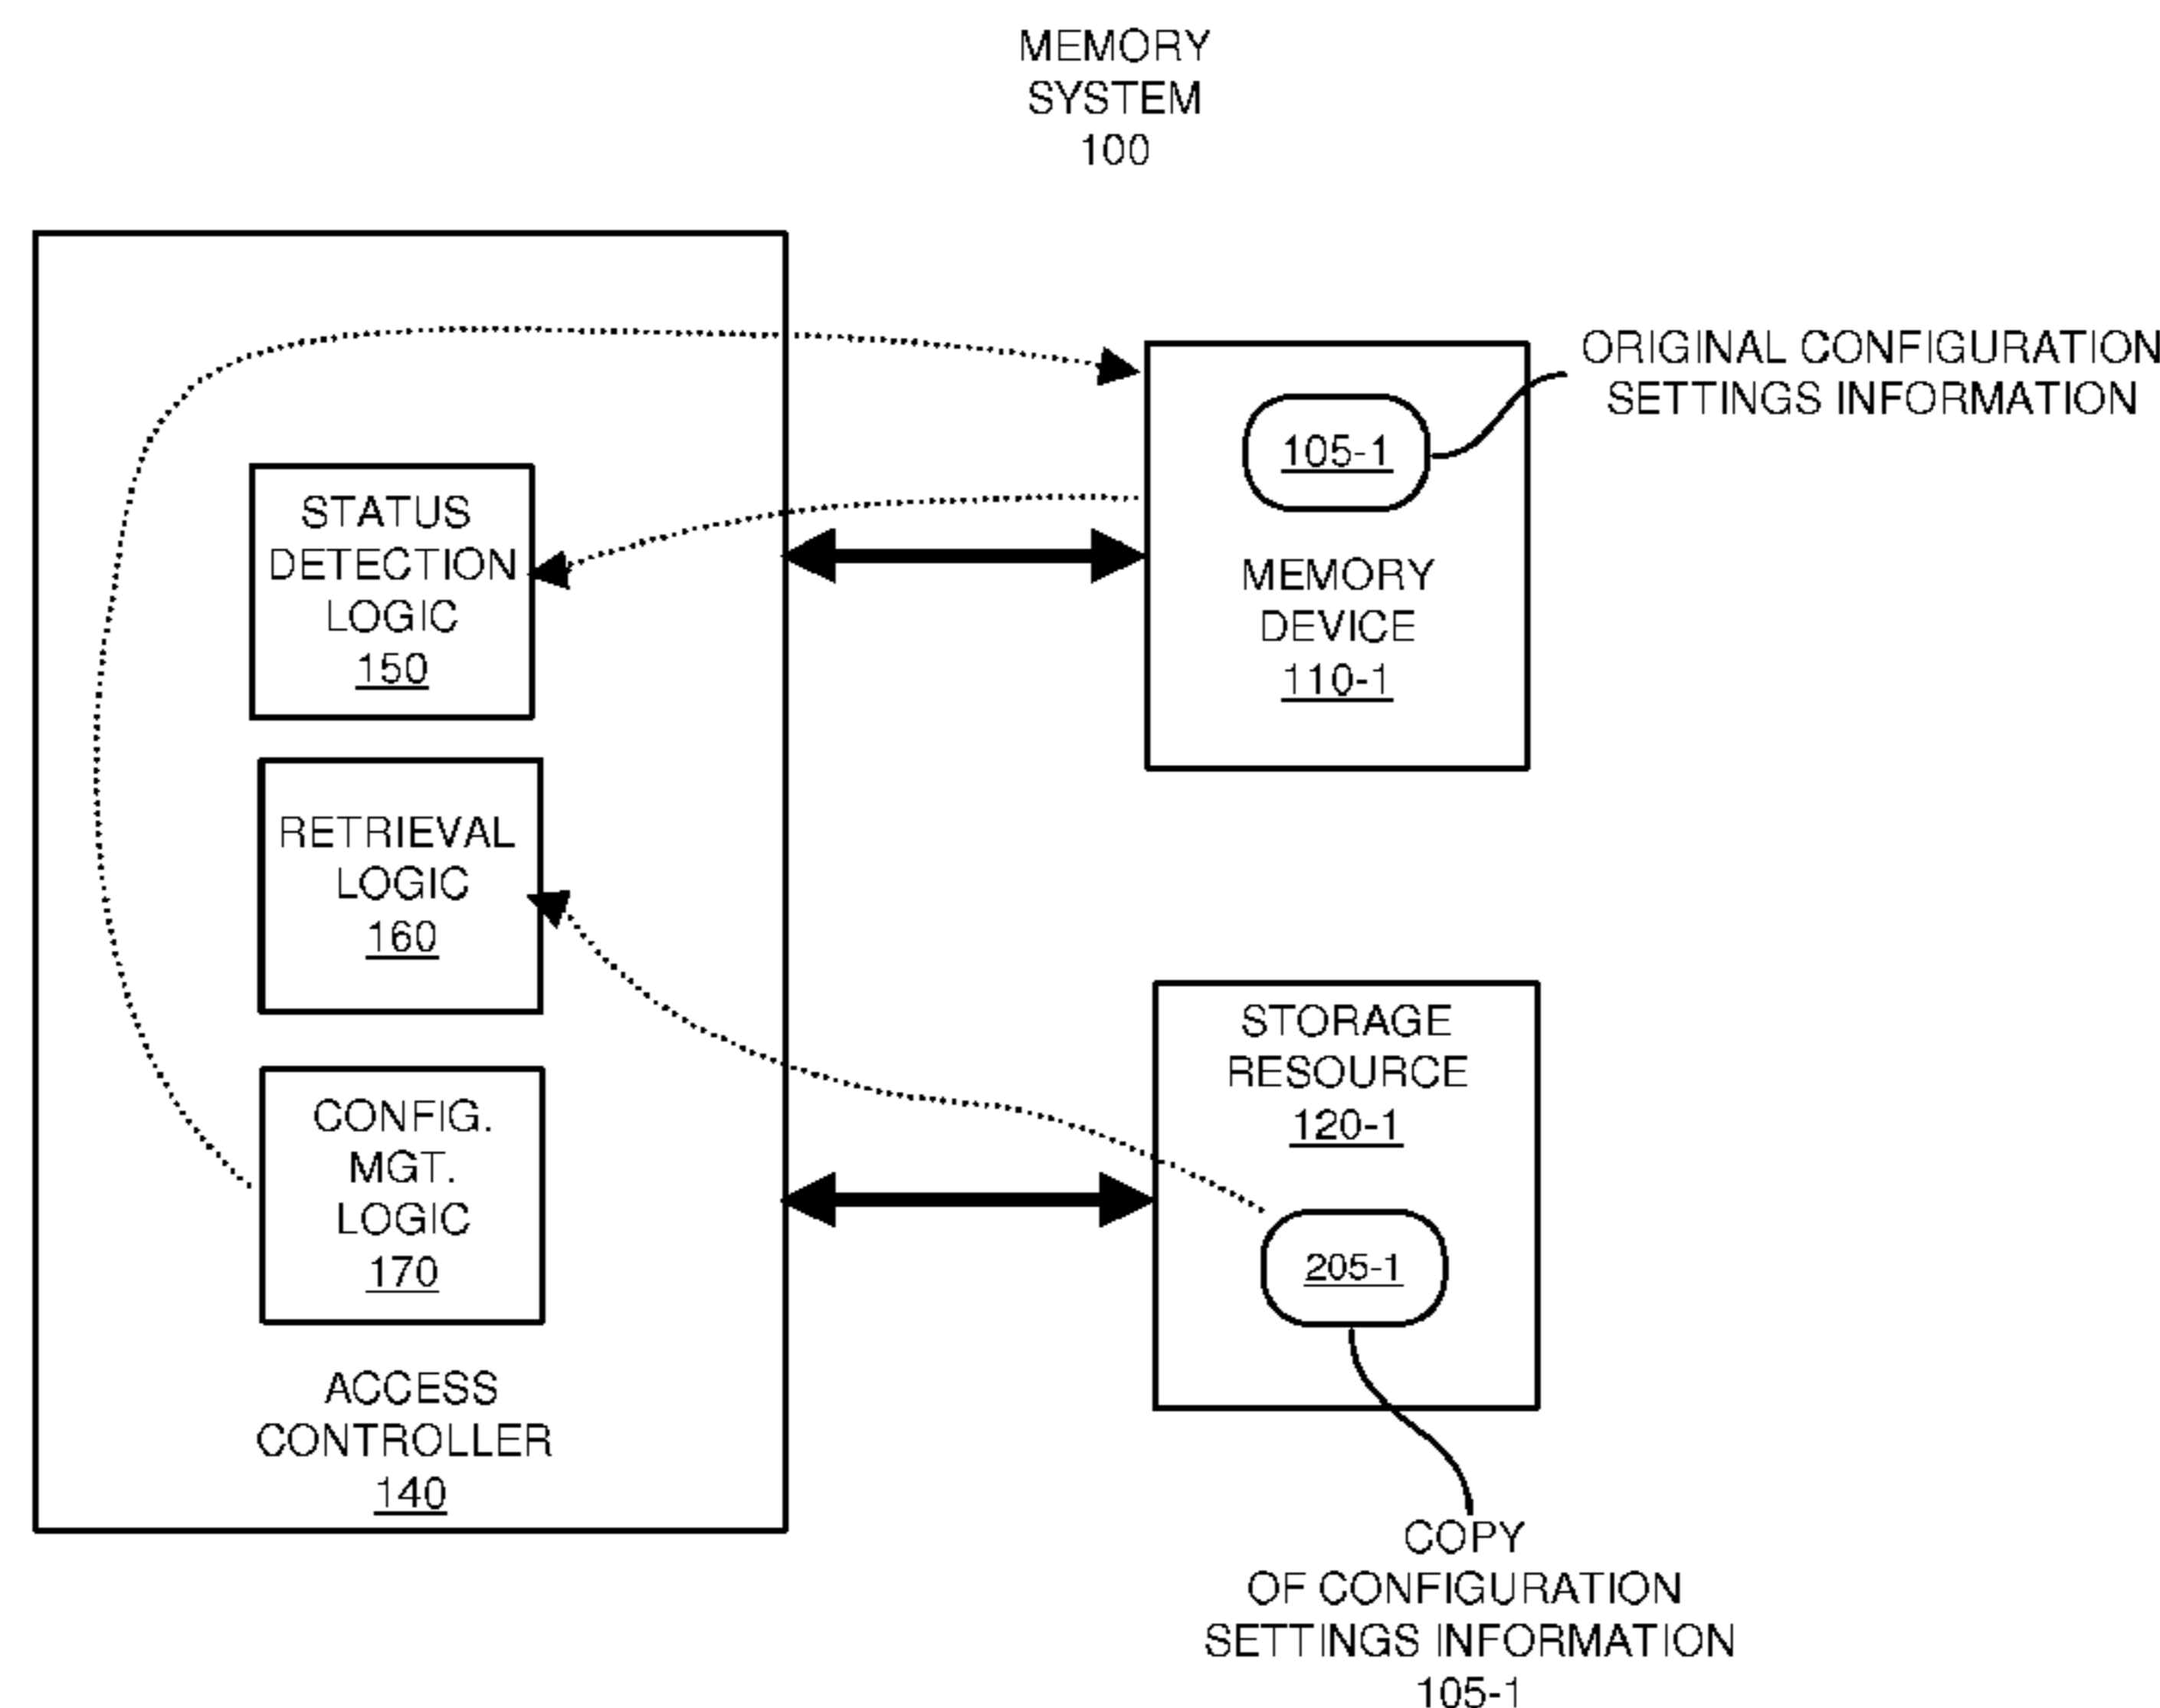 MEMORY
SYSTEM
100
ORIGINAL CONFIGURATION
SETTINGS INFORMATION
105-1
MEMORY
DEVICE
110-1
STATUS
DETECTION
LOGIC
150
RETRIEVAL
LOGIC
160
CONFIG.
MGT.
LOGIC
170
ACCESS
CONTROLLER
140
STORAGE
RESOURCE
120-1
205-1
COPY
OF CONFIGURATION
SETTINGS INFORMATION
105-1